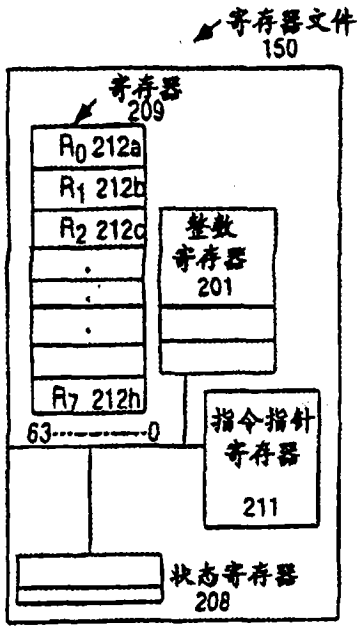 寄存器文件
150
寄存器
209
R0 212a
R1 212b
R2 212c
R7 212h
63----------0
整数
寄存器
201
指令指针
寄存器
211
状态寄存器
208